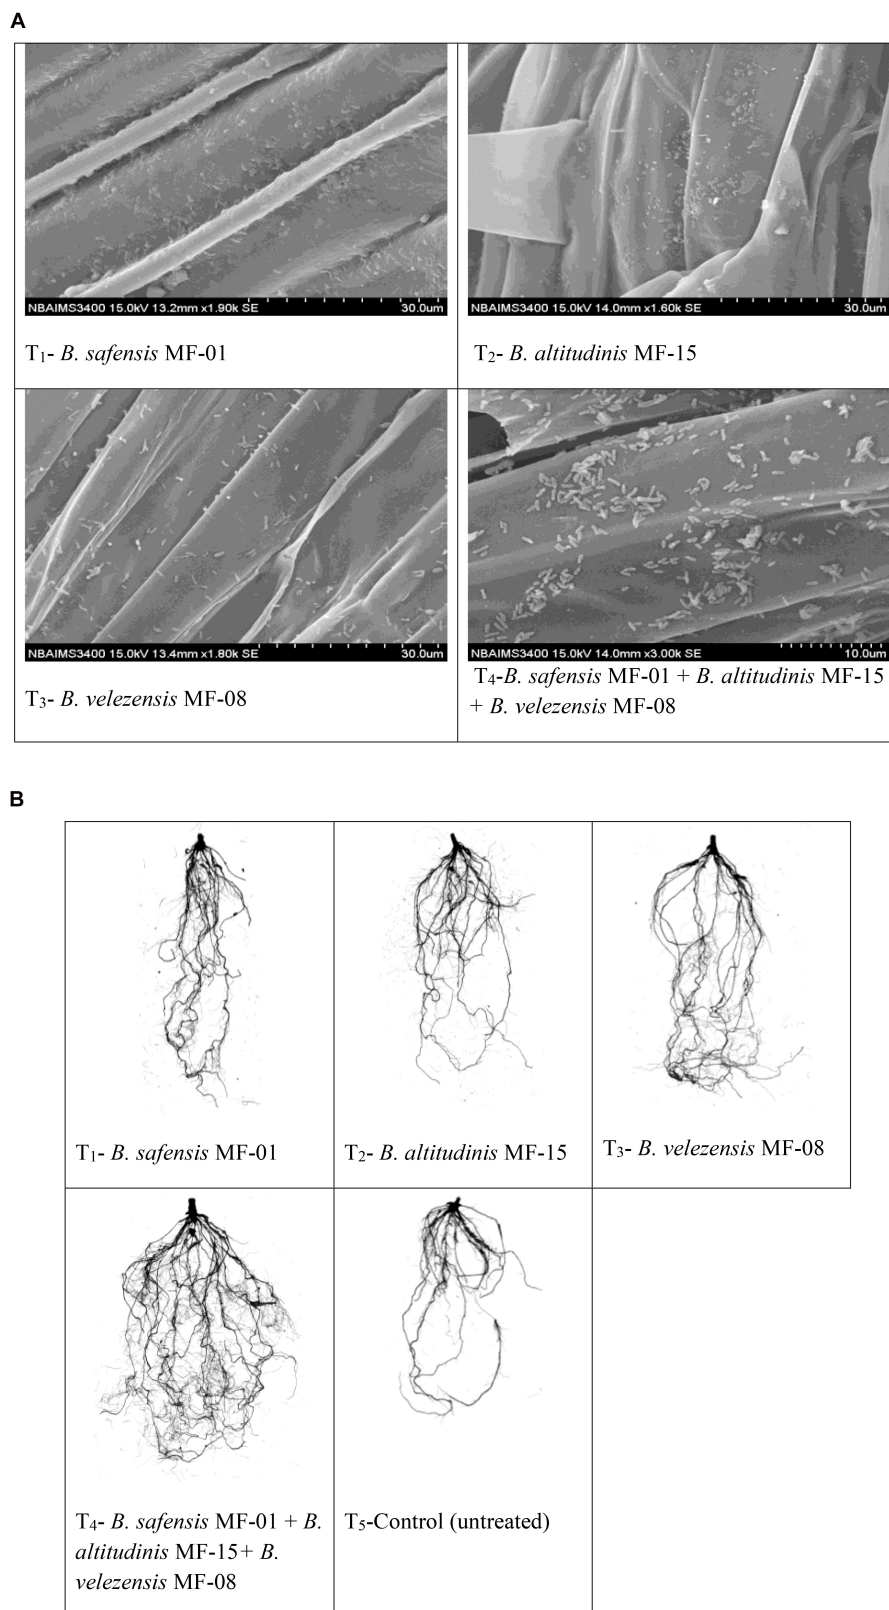 A
NBAIMS3400 15.0kV 13.2mm x1.90k SE 30.0um
NBAIMS3400 15.0kV 14.0mm x1.60k SE 30.0um
T1- B. safensis MF-01
T2- B. altitudinis MF-15
NBAIMS3400 15.0kV 13.4mm x1.80k SE 30.0um
NBAIMS3400 15.0kV 14.0mm x3.00k SE 10.0um
T3- B. velezensis MF-08
T4-B. safensis MF-01 + B. altitudinis MF-15
+ B. velezensis MF-08
B
T1- B. safensis MF-01
T2- B. altitudinis MF-15
T3- B. velezensis MF-08
T4- B. safensis MF-01 + B.
altitudinis MF-15+ B.
velezensis MF-08
T5-Control (untreated)